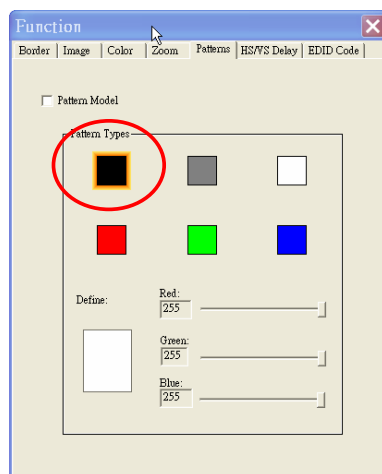 Function
Border Image Color Zoom Patterns HS/VS Delay EDID Code
Pattern Model
Pattern Types
Define:
Red:
255
Green:
255
Blue:
255